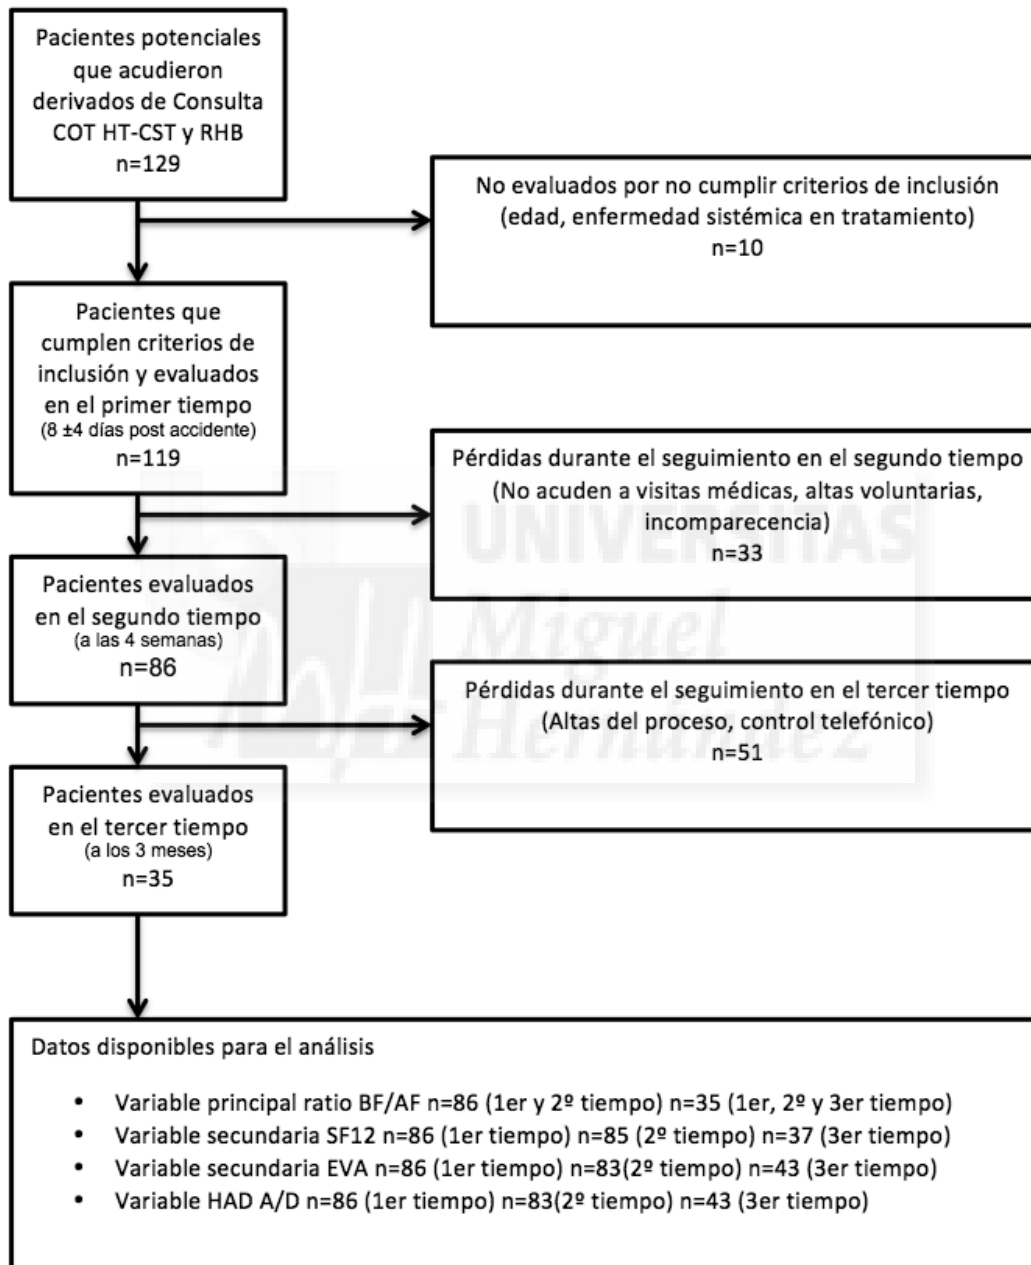 Pacientes potenciales
que acudieron
derivados de Consulta
COT HT-CST y RHB
n=129
No evaluados por no cumplir criterios de inclusión
(edad, enfermedad sistémica en tratamiento)
n=10
Pacientes que
cumplen criterios de
inclusión y evaluados
en el primer tiempo
(8 ±4 días post accidente)
n=119
Pérdidas durante el seguimiento en el segundo tiempo
(No acuden a visitas médicas, altas voluntarias,
incomparecencia)
n=33
Pacientes evaluados
en el segundo tiempo
(a las 4 semanas)
n=86
Pérdidas durante el seguimiento en el tercer tiempo
(Altas del proceso, control telefónico)
n=51
Pacientes evaluados
en el tercer tiempo
(a los 3 meses)
n=35
UNIVERSITAS
Miguel
Hernández
Datos disponibles para el análisis
• Variable principal ratio BF/AF n=86 (1er y 2º tiempo) n=35 (1er, 2º y 3er tiempo)
• Variable secundaria SF12 n=86 (1er tiempo) n=85 (2º tiempo) n=37 (3er tiempo)
• Variable secundaria EVA n=86 (1er tiempo) n=83(2º tiempo) n=43 (3er tiempo)
• Variable HAD A/D n=86 (1er tiempo) n=83(2º tiempo) n=43 (3er tiempo)